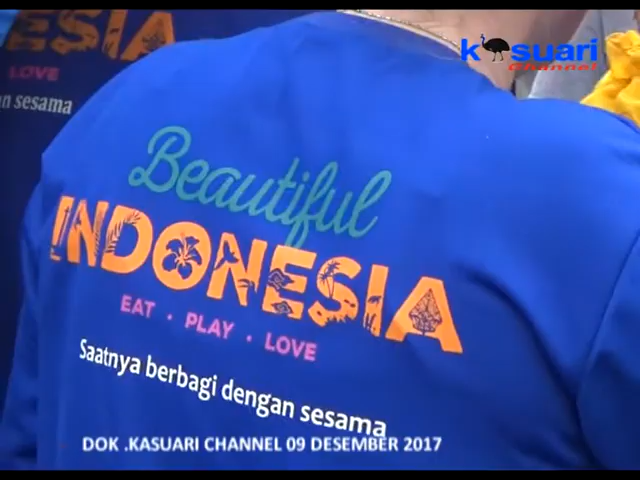 ESIA
LOVE
n sesama
kasuari
Channel
Beautiful
INDONESIA
EAT · PLAY · LOVE
Saatnya berbagi dengan sesama
DOK .KASUARI CHANNEL 09 DESEMBER 2017